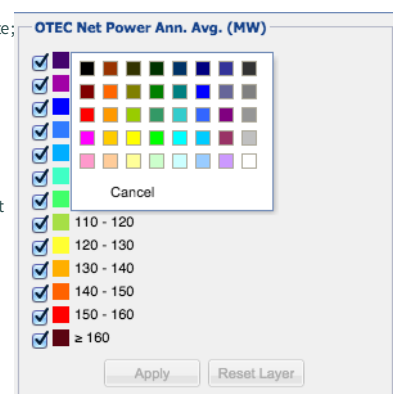 OTEC Net Power Ann. Avg. (MW)
te;
Cancel
t
110 - 120
120 - 130
130 - 140
140 - 150
150 - 160
≥ 160
Apply Reset Layer